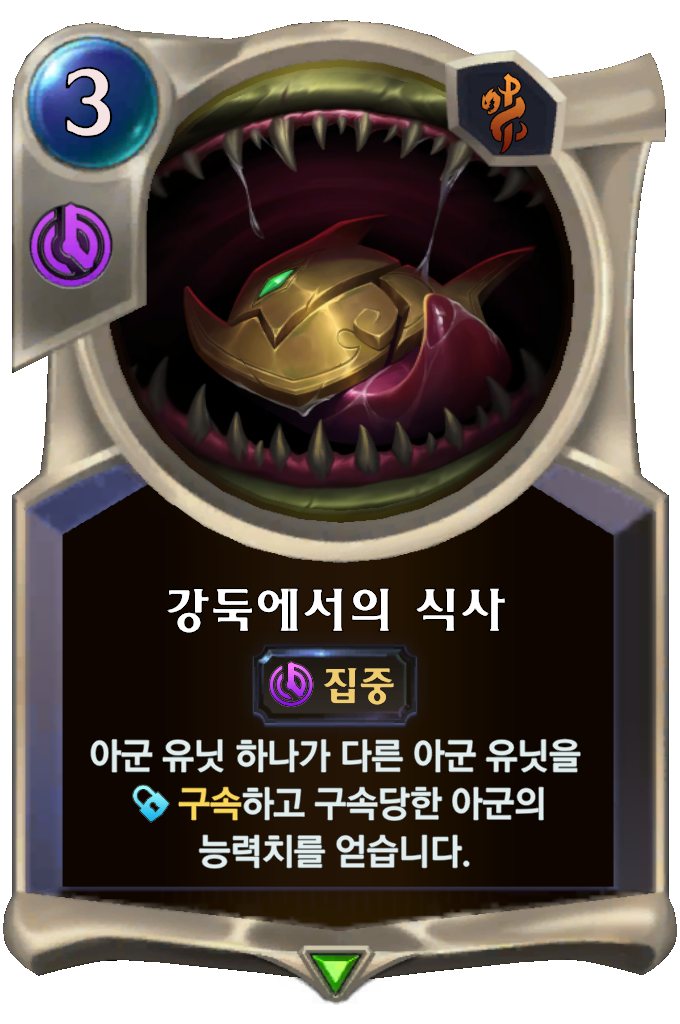 3
강둑에서의 식사
집중
아군 유닛 하나가 다른 아군 유닛을
구속하고 구속당한 아군의
능력치를 얻습니다.